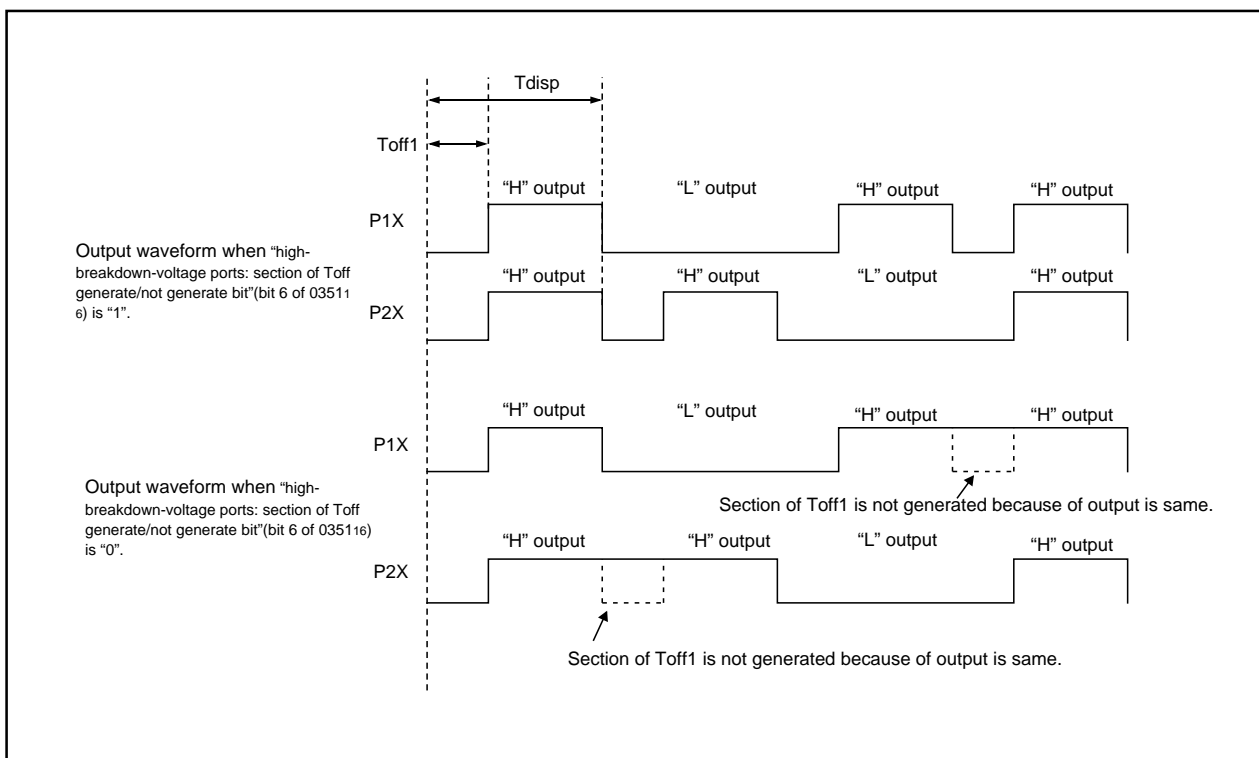 Tdisp
Toff1
“H” output “L” output “H” output “H” output
P1X
Output waveform when “high-
breakdown-voltage ports: section of Toff
generate/not generate bit”(bit 6 of 03511
6) is “1”.
“H” output “H” output “L” output “H” output
P2X
“H” output “L” output “H” output “H” output
P1X
Output waveform when “high-
breakdown-voltage ports: section of Toff
generate/not generate bit”(bit 6 of 035116)
is “0”.
Section of Toff1 is not generated because of output is same.
“H” output “H” output “L” output “H” output
P2X
Section of Toff1 is not generated because of output is same.